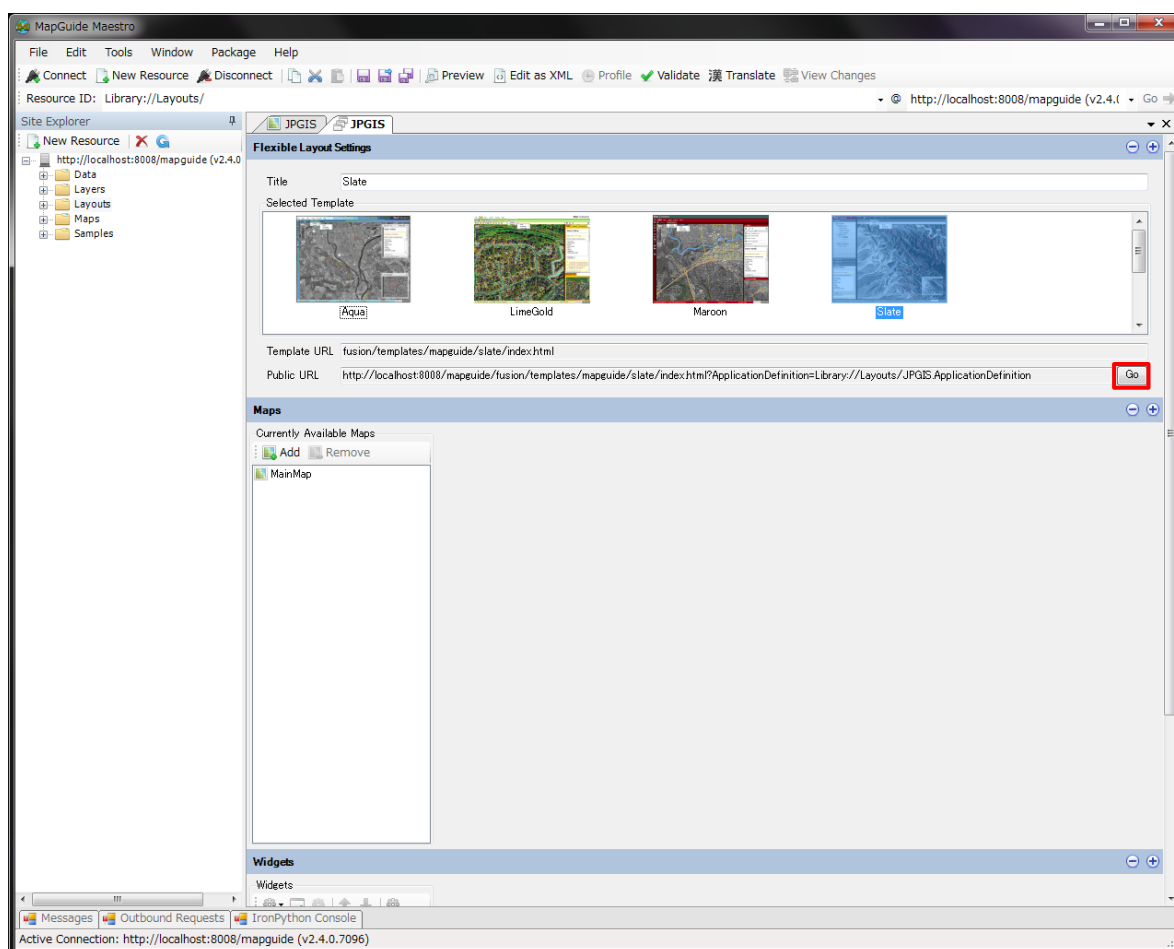 MapGuide Maestro
File Edit Tools Window Package Help
Connect New Resource Disconnect Preview Edit as XML Profile Validate 漢 Translate View Changes
Resource ID: Library://Layouts/ @ http://localhost:8008/mapguide (v2.4.( Go
Site Explorer
New Resource
http://localhost:8008/mapguide (v2.4.0
Data
Layers
Layouts
Maps
Samples
JPGIS JPGIS
Flexible Layout Settings
Title Slate
Selected Template
Aqua LimeGold Maroon Slate
Template URL fusion/templates/mapguide/slate/index.html
Public URL http://localhost:8008/mapguide/fusion/templates/mapguide/slate/index.html?ApplicationDefinition=Library://Layouts/JPGIS.ApplicationDefinition Go
Maps
Currently Available Maps
Add Remove
MainMap
Widgets
Widgets
Messages Outbound Requests IronPython Console
Active Connection: http://localhost:8008/mapguide (v2.4.0.7096)